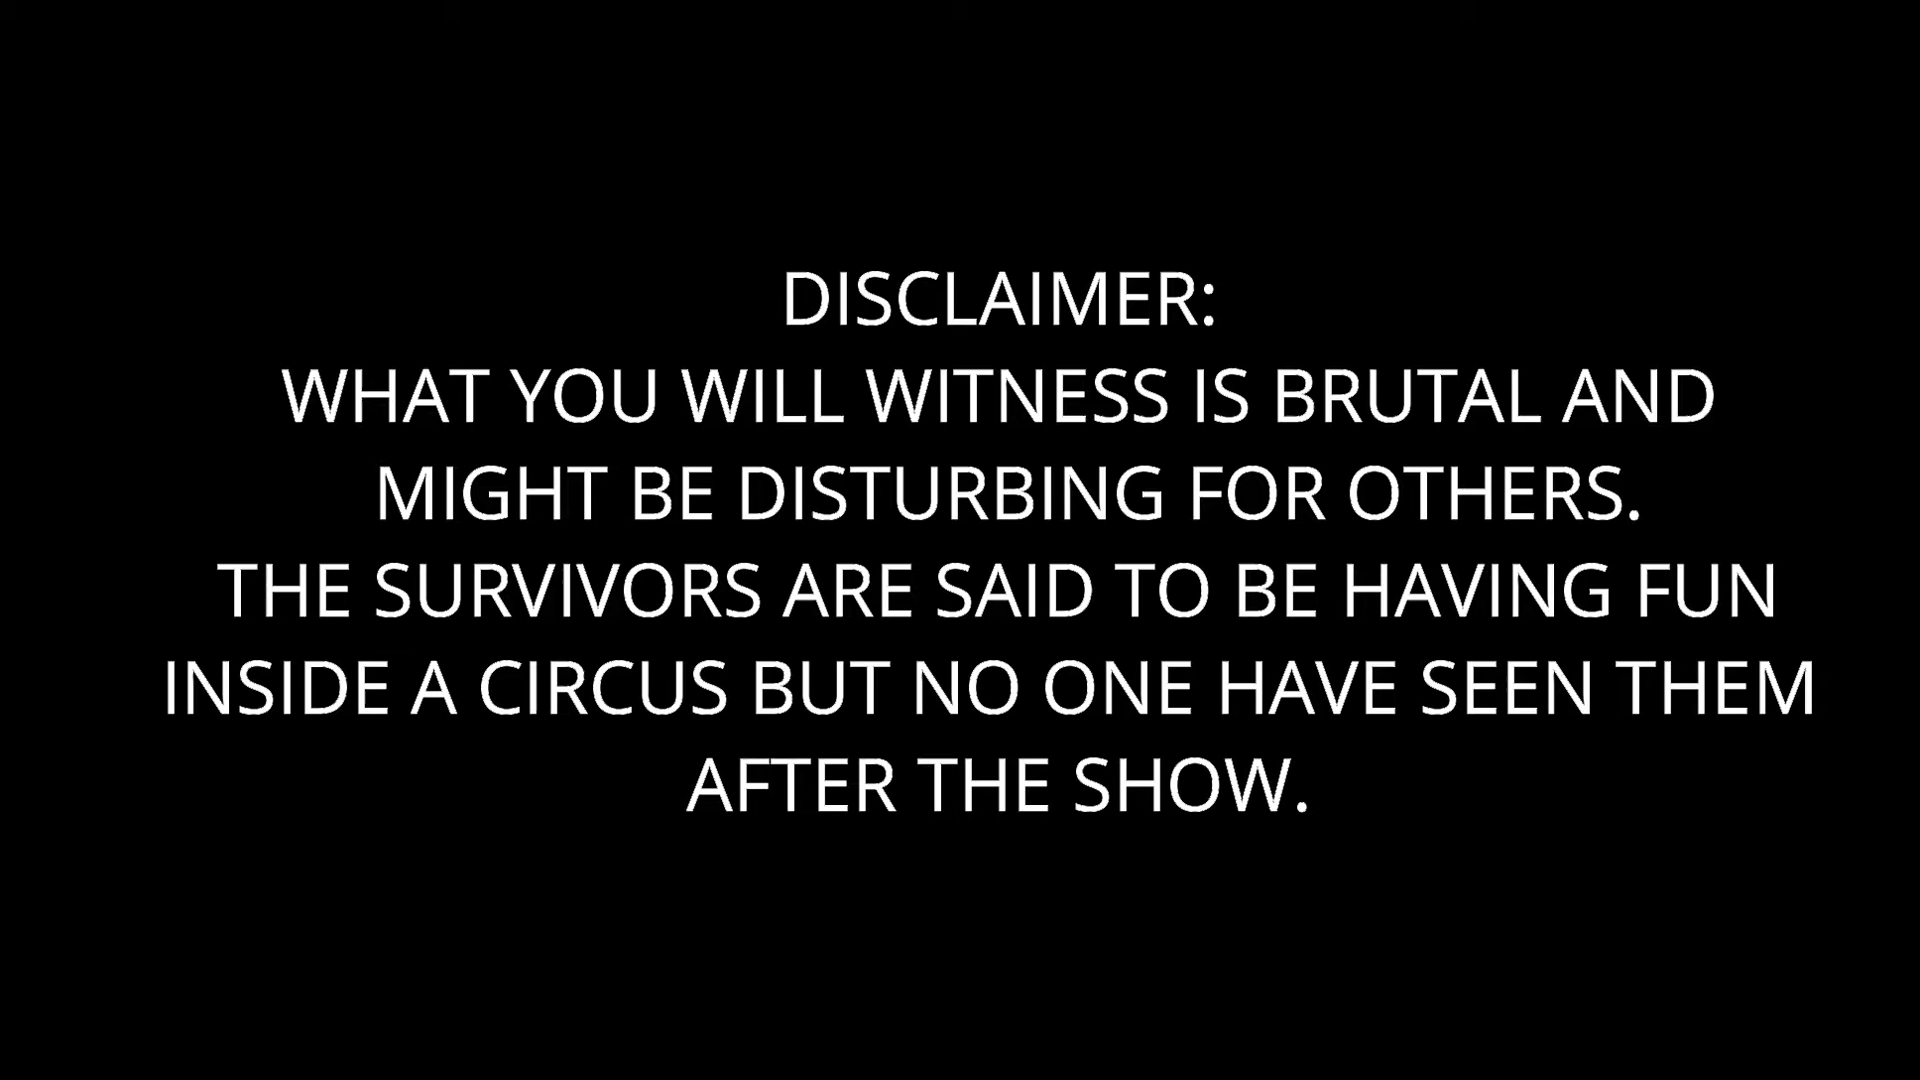 DISCLAIMER:
WHAT YOU WILL WITNESS IS BRUTAL AND
MIGHT BE DISTURBING FOR OTHERS.
THE SURVIVORS ARE SAID TO BE HAVING FUN
INSIDE A CIRCUS BUT NO ONE HAVE SEEN THEM
AFTER THE SHOW.